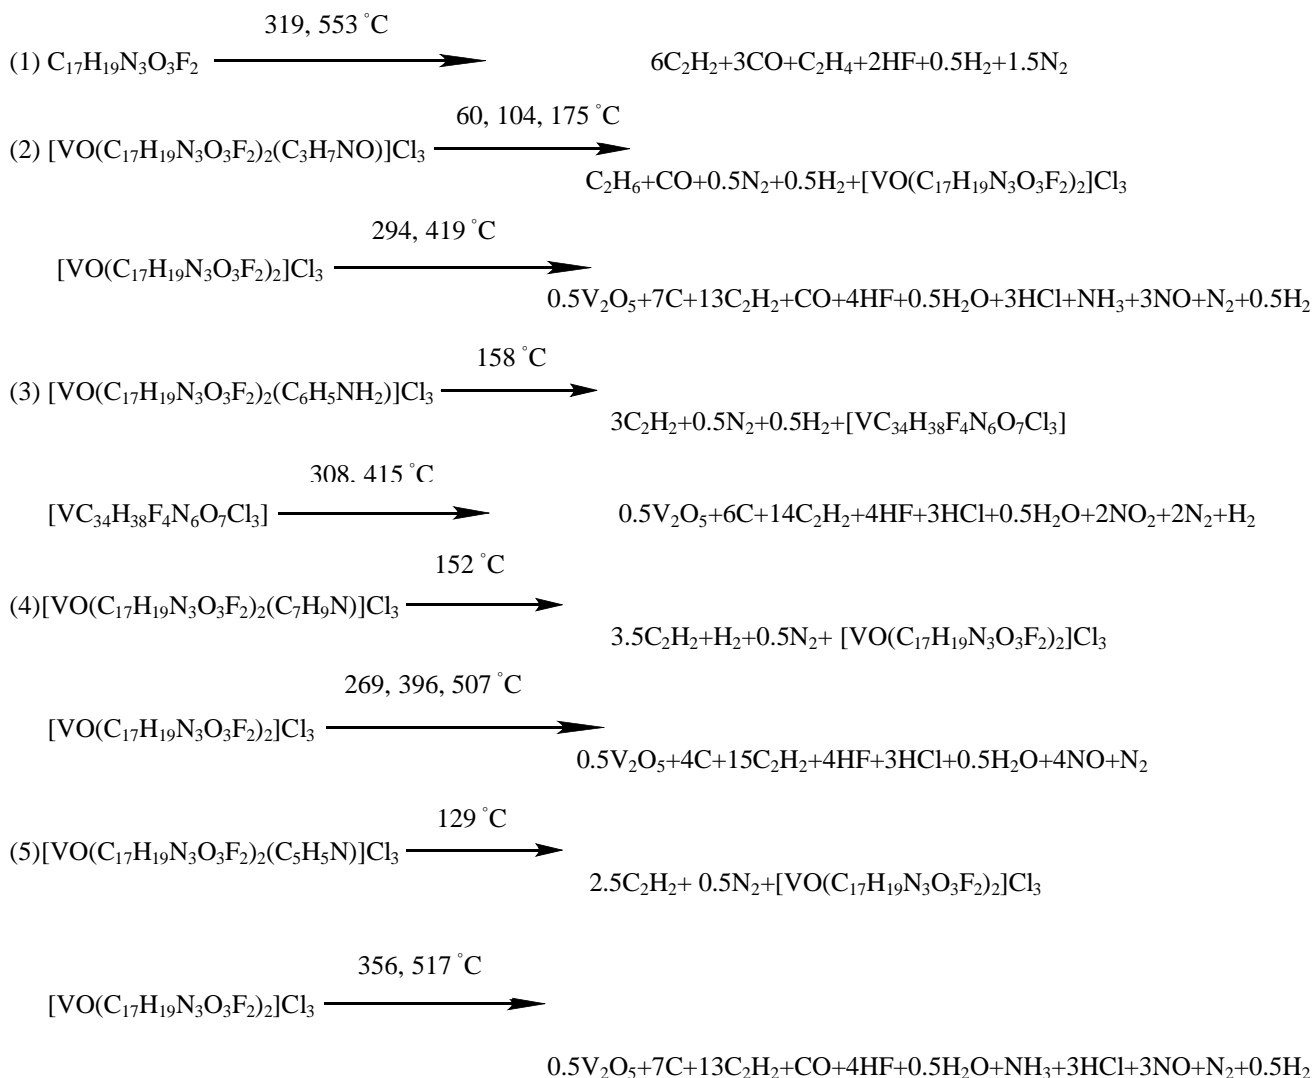 319, 553 °C
(1) C₁₇H₁₉N₃O₃F₂ 6C₂H₂+3CO+C₂H₄+2HF+0.5H₂+1.5N₂
60, 104, 175 °C
(2) [VO(C₁₇H₁₉N₃O₃F₂)₂(C₃H₇NO)]Cl₃
C₂H₆+CO+0.5N₂+0.5H₂+[VO(C₁₇H₁₉N₃O₃F₂)₂]Cl₃
294, 419 °C
[VO(C₁₇H₁₉N₃O₃F₂)₂]Cl₃
0.5V₂O₅+7C+13C₂H₂+CO+4HF+0.5H₂O+3HCl+NH₃+3NO+N₂+0.5H₂
158 °C
(3) [VO(C₁₇H₁₉N₃O₃F₂)₂(C₆H₅NH₂)]Cl₃
3C₂H₂+0.5N₂+0.5H₂+[VC₃₄H₃₈F₄N₆O₇Cl₃]
308, 415 °C
[VC₃₄H₃₈F₄N₆O₇Cl₃] 0.5V₂O₅+6C+14C₂H₂+4HF+3HCl+0.5H₂O+2NO₂+2N₂+H₂
152 °C
(4)[VO(C₁₇H₁₉N₃O₃F₂)₂(C₇H₉N)]Cl₃
3.5C₂H₂+H₂+0.5N₂+ [VO(C₁₇H₁₉N₃O₃F₂)₂]Cl₃
269, 396, 507 °C
[VO(C₁₇H₁₉N₃O₃F₂)₂]Cl₃
0.5V₂O₅+4C+15C₂H₂+4HF+3HCl+0.5H₂O+4NO+N₂
129 °C
(5)[VO(C₁₇H₁₉N₃O₃F₂)₂(C₅H₅N)]Cl₃
2.5C₂H₂+ 0.5N₂+[VO(C₁₇H₁₉N₃O₃F₂)₂]Cl₃
356, 517 °C
[VO(C₁₇H₁₉N₃O₃F₂)₂]Cl₃
0.5V₂O₅+7C+13C₂H₂+CO+4HF+0.5H₂O+NH₃+3HCl+3NO+N₂+0.5H₂